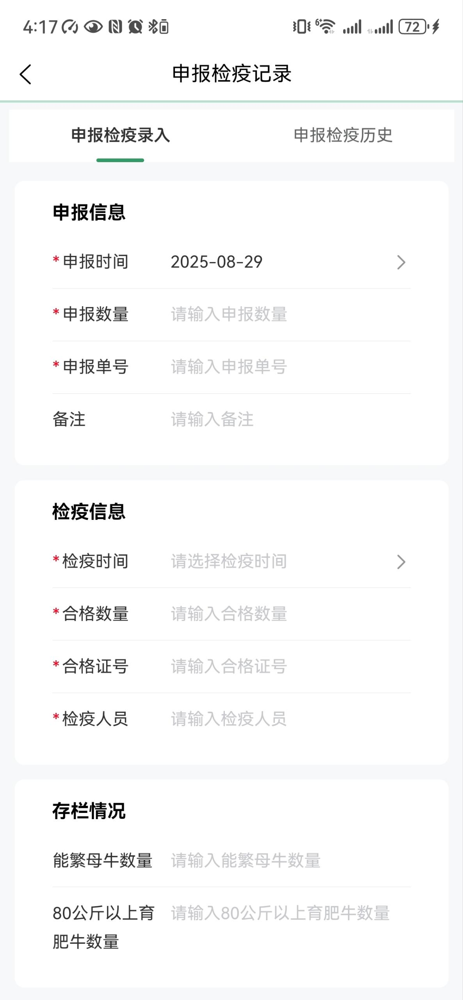 4:17
6+
72
申报检疫记录
申报检疫录入 申报检疫历史
申报信息
*申报时间 2025-08-29
*申报数量 请输入申报数量
*申报单号 请输入申报单号
备注 请输入备注
检疫信息
*检疫时间 请选择检疫时间
*合格数量 请输入合格数量
*合格证号 请输入合格证号
*检疫人员 请输入检疫人员
存栏情况
能繁母牛数量 请输入能繁母牛数量
80公斤以上育 请输入80公斤以上育肥牛数量
肥牛数量